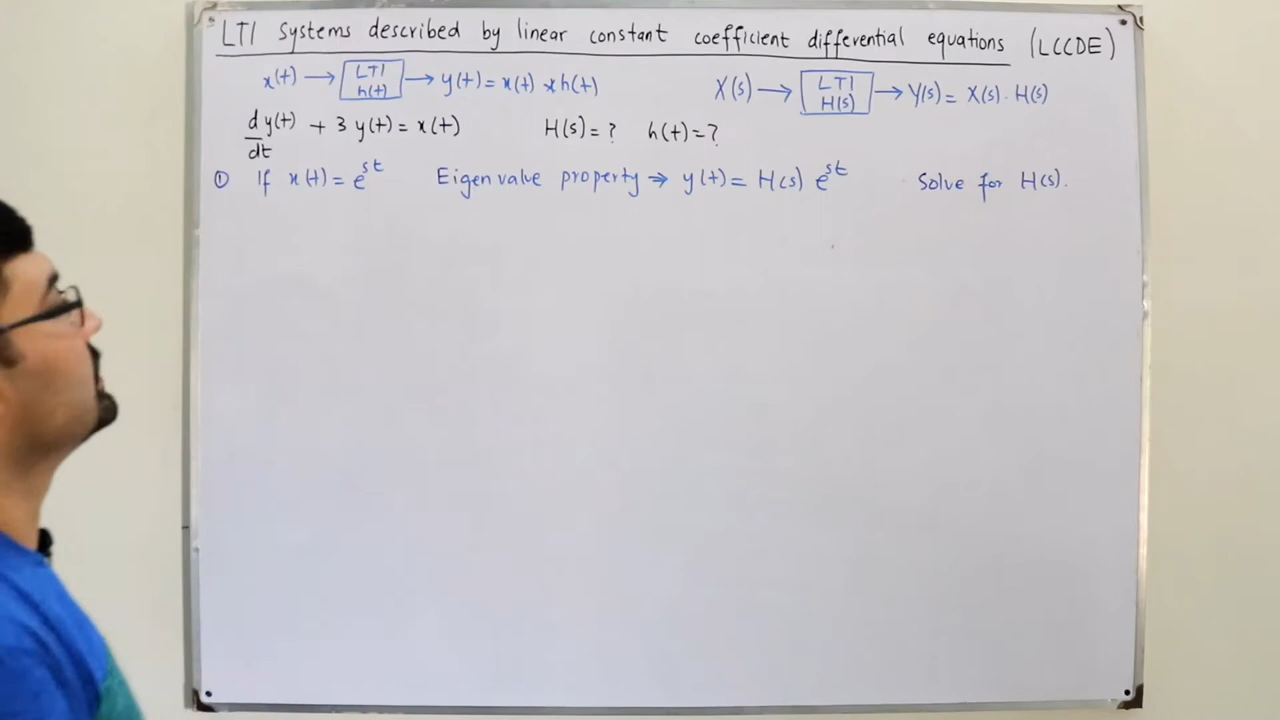 LTI systems described by linear constant coefficient differential equations (LCCDE)
x(t) → LTI h(t) → y(t) = x(t) * h(t) X(s) → LTI H(s) → Y(s) = X(s) · H(s)
d/dt y(t) + 3 y(t) = x(t) H(s) = ? h(t) = ?
① If x(t) = e^st Eigenvalue property ⇒ y(t) = H(s) e^st Solve for H(s).